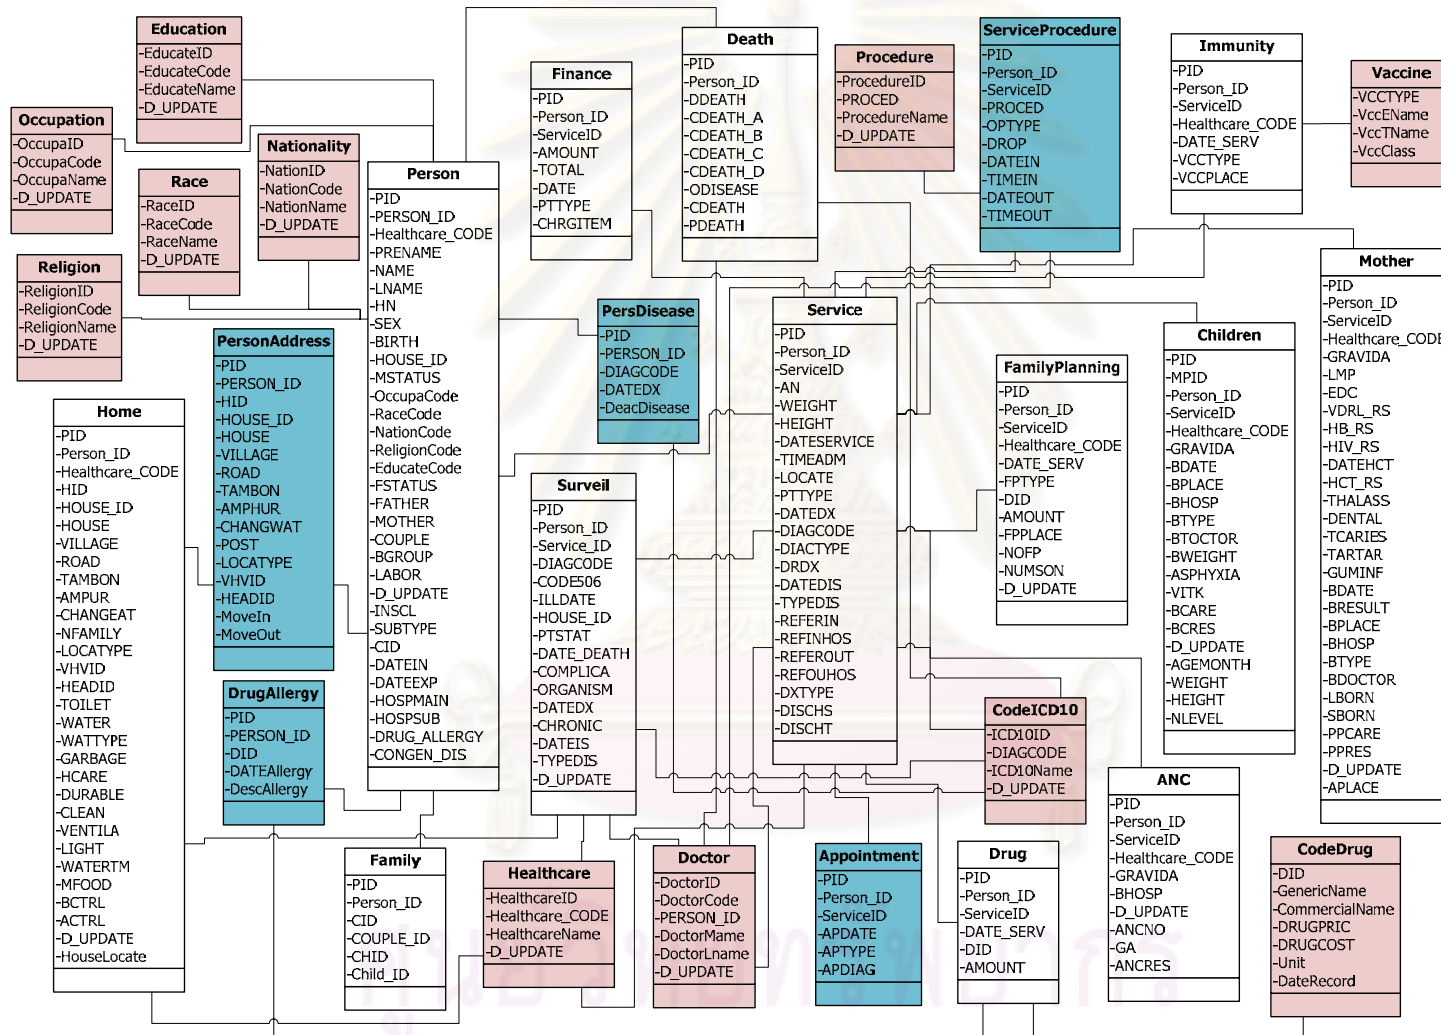 Education
-EducateID
-EducateCode
-EducateName
-D_UPDATE
Occupation
-OccupaID
-OccupaCode
-OccupaName
-D_UPDATE
Nationality
-NationID
-NationCode
-NationName
-D_UPDATE
Race
-RaceID
-RaceCode
-RaceName
-D_UPDATE
Religion
-ReligionID
-ReligionCode
-ReligionName
-D_UPDATE
Person
-PID
-PERSON_ID
-Healthcare_CODE
-PRENAME
-NAME
-LNAME
-HN
-SEX
-BIRTH
-HOUSE_ID
-MSTATUS
-OccupaCode
-RaceCode
-NationCode
-ReligionCode
-EducateCode
-FSTATUS
-FATHER
-MOTHER
-COUPLE
-BGROUP
-LABOR
-D_UPDATE
-INSCL
-SUBTYPE
-CID
-DATEIN
-DATEEXP
-HOSPMAIN
-HOSPSUB
-DRUG_ALLERGY
-CONGEN_DIS
Finance
-PID
-Person_ID
-ServiceID
-AMOUNT
-TOTAL
-DATE
-PTTYPE
-CHRGITEM
Death
-PID
-Person_ID
-DDEATH
-CDEATH_A
-CDEATH_B
-CDEATH_C
-CDEATH_D
-ODISEASE
-CDEATH
-PDEATH
Procedure
-ProcedureID
-PROCED
-ProcedureName
-D_UPDATE
ServiceProcedure
-PID
-Person_ID
-ServiceID
-PROCED
-OPTYPE
-DROP
-DATEIN
-TIMEIN
-DATEOUT
-TIMEOUT
Immunity
-PID
-Person_ID
-ServiceID
-Healthcare_CODE
-DATE_SERV
-VCCTYPE
-VCCPLACE
Vaccine
-VCCTYPE
-VccEName
-VccTName
-VccClass
Mother
-PID
-Person_ID
-ServiceID
-Healthcare_CODE
-GRAVIDA
-LMP
-EDC
-VDRL_RS
-HB_RS
-HIV_RS
-DATEHCT
-HCT_RS
-THALASS
-DENTAL
-TCARIES
-TARTAR
-GUMINF
-BDATE
-BRESULT
-BPLACE
-BHOSP
-BTYPE
-BDOCTOR
-LBORN
-SBORN
-PPCARE
-PPRES
-D_UPDATE
-APLACE
PersonAddress
-PID
-PERSON_ID
-HID
-HOUSE_ID
-HOUSE
-VILLAGE
-ROAD
-TAMBON
-AMPHUR
-CHANGWAT
-POST
-LOCATYPE
-VHVID
-HEADID
-MoveIn
-MoveOut
PersDisease
-PID
-PERSON_ID
-DIAGCODE
-DATEDX
-DeacDisease
Service
-PID
-Person_ID
-ServiceID
-AN
-WEIGHT
-HEIGHT
-DATESERVICE
-TIMEADM
-LOCATE
-PTTYPE
-DATEDX
-DIAGCODE
-DIACTYPE
-DRDX
-DATEDIS
-TYPEDIS
-REFERIN
-REFINHOS
-REFEROUT
-REFOUHOS
-DXTYPE
-DISCHS
-DISCHT
FamilyPlanning
-PID
-Person_ID
-ServiceID
-Healthcare_CODE
-DATE_SERV
-FPTYPE
-DID
-AMOUNT
-FPPLACE
-NOFP
-NUMSON
-D_UPDATE
Children
-PID
-MPID
-Person_ID
-ServiceID
-Healthcare_CODE
-GRAVIDA
-BDATE
-BPLACE
-BHOSP
-BTYPE
-BTOCTOR
-BWEIGHT
-ASPHYXIA
-VITK
-BCARE
-BCRES
-D_UPDATE
-AGEMONTH
-WEIGHT
-HEIGHT
-NLEVEL
Home
-PID
-Person_ID
-Healthcare_CODE
-HID
-HOUSE_ID
-HOUSE
-VILLAGE
-ROAD
-TAMBON
-AMPUR
-CHANGEAT
-NFAMILY
-LOCATYPE
-VHVID
-HEADID
-TOILET
-WATER
-WATTYPE
-GARBAGE
-HCARE
-DURABLE
-CLEAN
-VENTILA
-LIGHT
-WATERTM
-MFOOD
-BCTRL
-ACTRL
-D_UPDATE
-HouseLocate
Surveil
-PID
-Person_ID
-Service_ID
-DIAGCODE
-CODE506
-ILLDATE
-HOUSE_ID
-PTSTAT
-DATE_DEATH
-COMPLICA
-ORGANISM
-DATEDX
-CHRONIC
-DATEIS
-TYPEDIS
-D_UPDATE
DrugAllergy
-PID
-PERSON_ID
-DID
-DATEAllergy
-DescAllergy
CodeICD10
-ICD10ID
-DIAGCODE
-ICD10Name
-D_UPDATE
ANC
-PID
-Person_ID
-ServiceID
-Healthcare_CODE
-GRAVIDA
-BHOSP
-D_UPDATE
-ANCNO
-GA
-ANCRES
Family
-PID
-Person_ID
-CID
-COUPLE_ID
-CHID
-Child_ID
Healthcare
-HealthcareID
-Healthcare_CODE
-HealthcareName
-D_UPDATE
Doctor
-DoctorID
-DoctorCode
-PERSON_ID
-DoctorMame
-DoctorLname
-D_UPDATE
Appointment
-PID
-Person_ID
-ServiceID
-APDATE
-APTYPE
-APDIAG
Drug
-PID
-Person_ID
-ServiceID
-DATE_SERV
-DID
-AMOUNT
CodeDrug
-DID
-GenericName
-CommercialName
-DRUGPRIC
-DRUGCOST
-Unit
-DateRecord